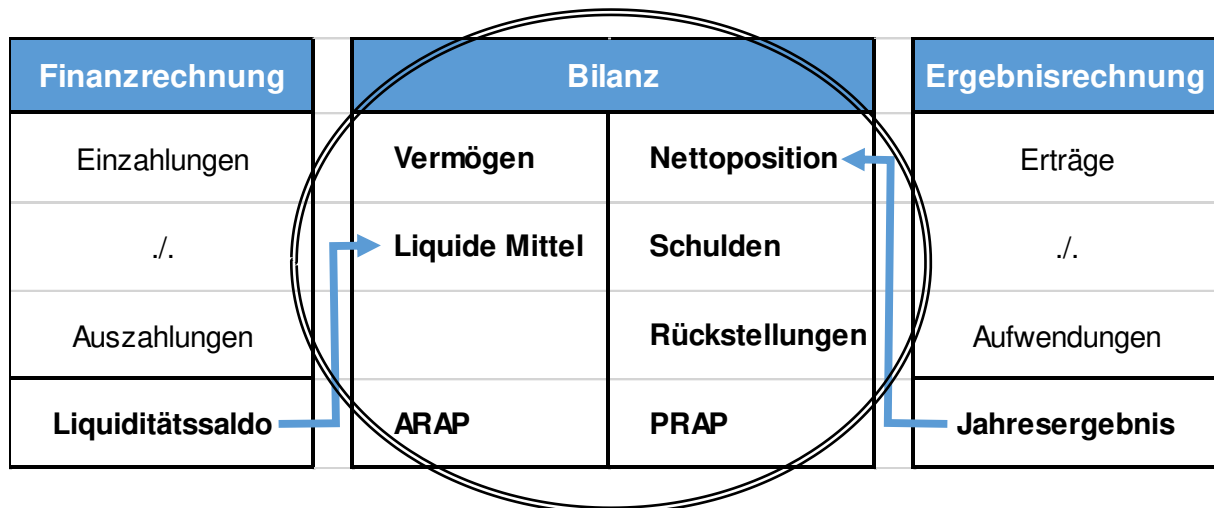 Finanzrechnung
Bilanz
Ergebnisrechnung
Einzahlungen
Vermögen
Nettoposition
Erträge
./.
Liquide Mittel
Schulden
./.
Auszahlungen
Rückstellungen
Aufwendungen
Liquiditätssaldo
ARAP
PRAP
Jahresergebnis